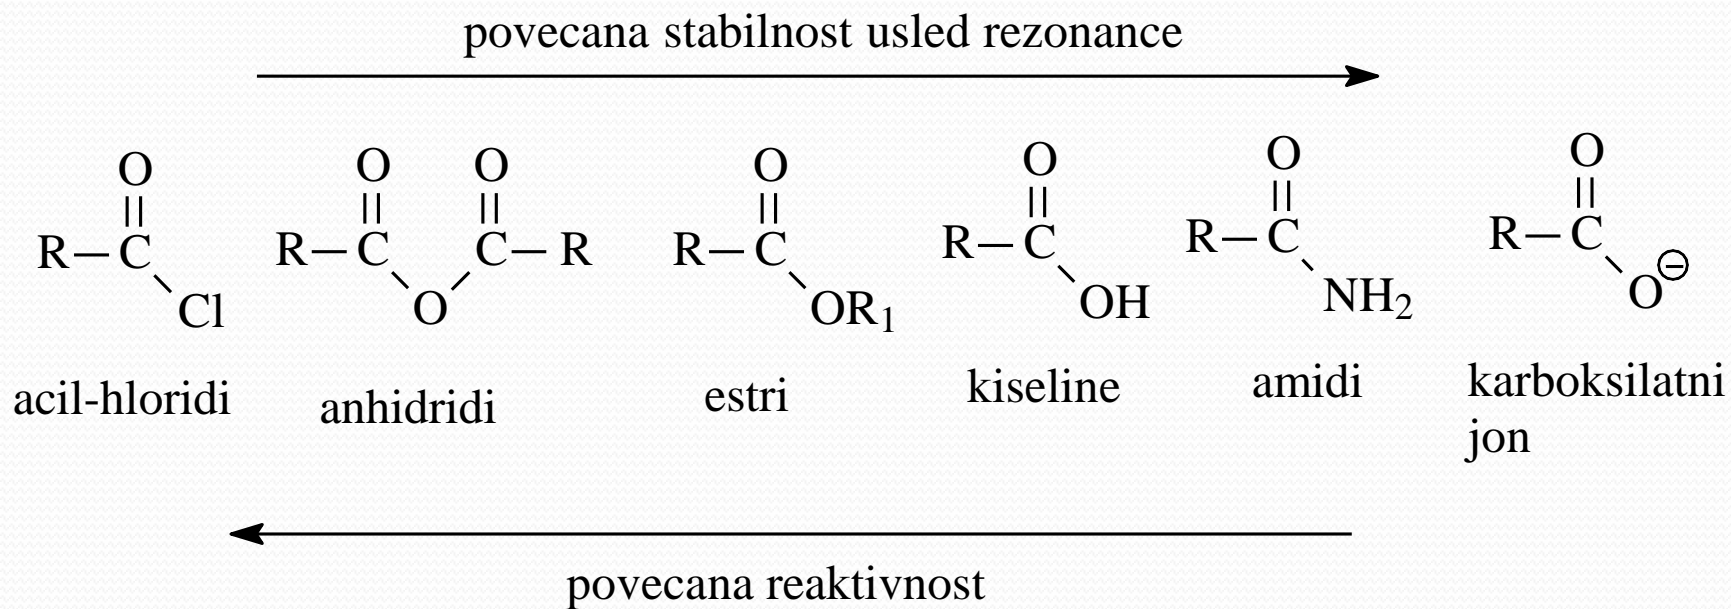 povecana stabilnost usled rezonance
O O O O O O O
R C C R R C R C R C R C
Cl O OR1 OH NH2 O⊖
acil-hloridi anhidridi estri kiseline amidi karboksilatni
jon
povecana reaktivnost